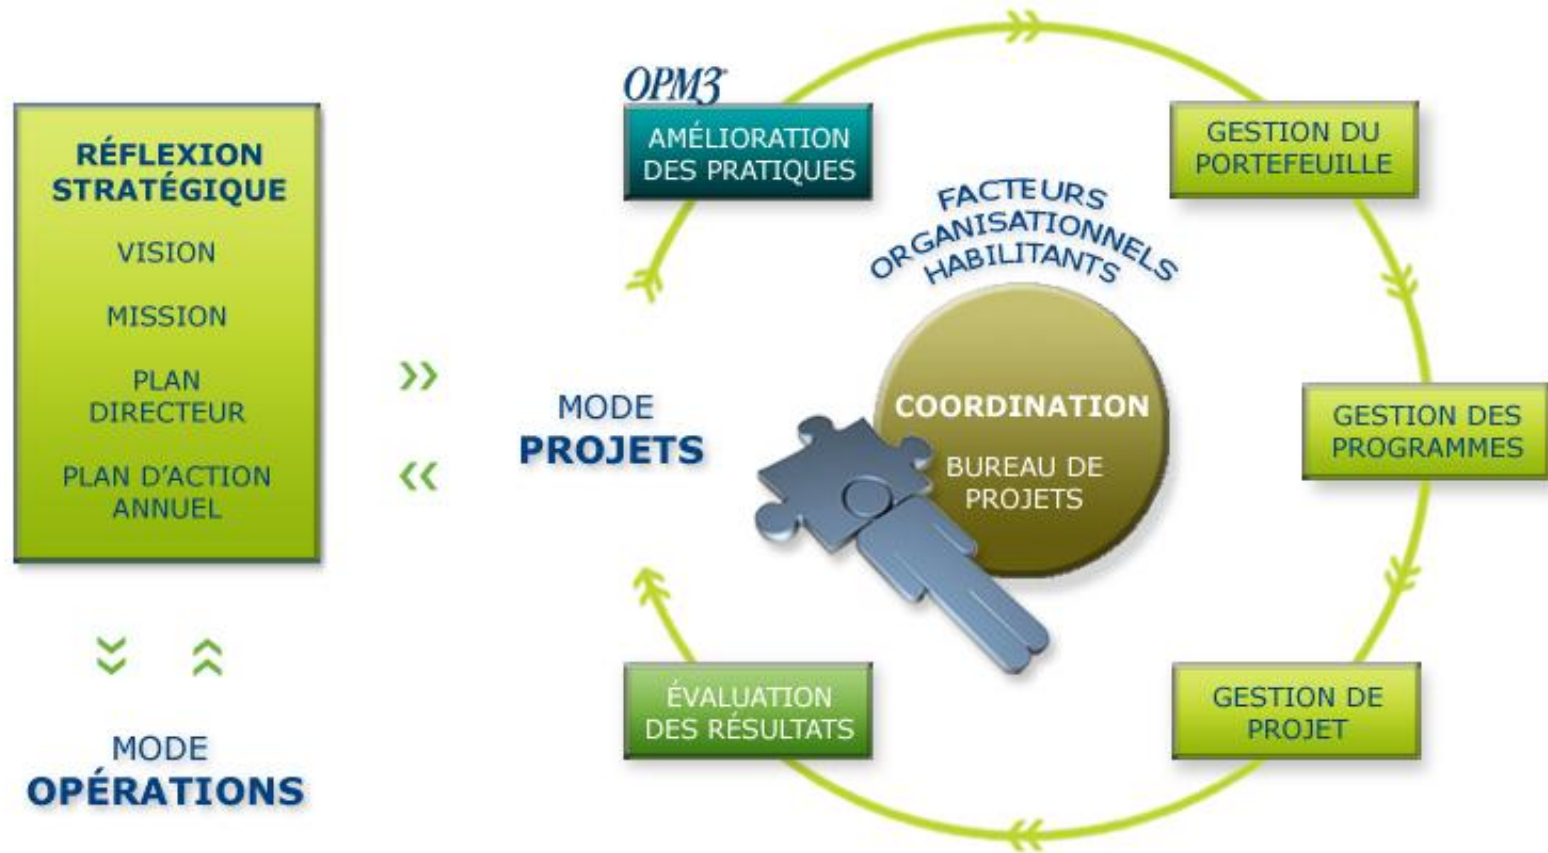 RÉFLEXION
STRATÉGIQUE
VISION
MISSION
PLAN
DIRECTEUR
PLAN D'ACTION
ANNUEL
MODE
OPÉRATIONS
MODE
PROJETS
OPM3
AMÉLIORATION
DES PRATIQUES
GESTION DU
PORTEFEUILLE
GESTION DES
PROGRAMMES
GESTION DE
PROJET
ÉVALUATION
DES RÉSULTATS
FACTEURS
ORGANISATIONNELS
HABILITANTS
COORDINATION
BUREAU DE
PROJETS